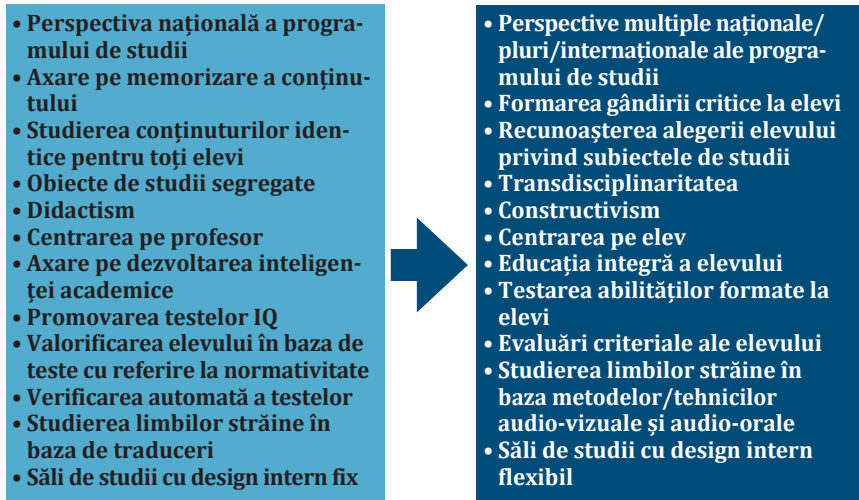 • Perspectiva națională a progra-
mului de studii
• Axare pe memorizare a conținu-
tului
• Studierea conținuturilor iden-
tice pentru toți elevi
• Obiecte de studii segregate
• Didactism
• Centrarea pe profesor
• Axare pe dezvoltarea inteligen-
ței academice
• Promovarea testelor IQ
• Valorificarea elevului în baza de
teste cu referire la normativitate
• Verificarea automată a testelor
• Studierea limbilor străine în
baza de traduceri
• Săli de studii cu design intern fix
• Perspective multiple naționale/
pluri/internaționale ale progra-
mului de studii
• Formarea gândirii critice la elevi
• Recunoașterea alegerii elevului
privind subiectele de studii
• Transdisciplinaritatea
• Constructivism
• Centrarea pe elev
• Educația integră a elevului
• Testarea abilităților formate la
elevi
• Evaluări criteriale ale elevului
• Studierea limbilor străine în
baza metodelor/tehnicilor
audio-vizuale și audio-orale
• Săli de studii cu design intern
flexibil